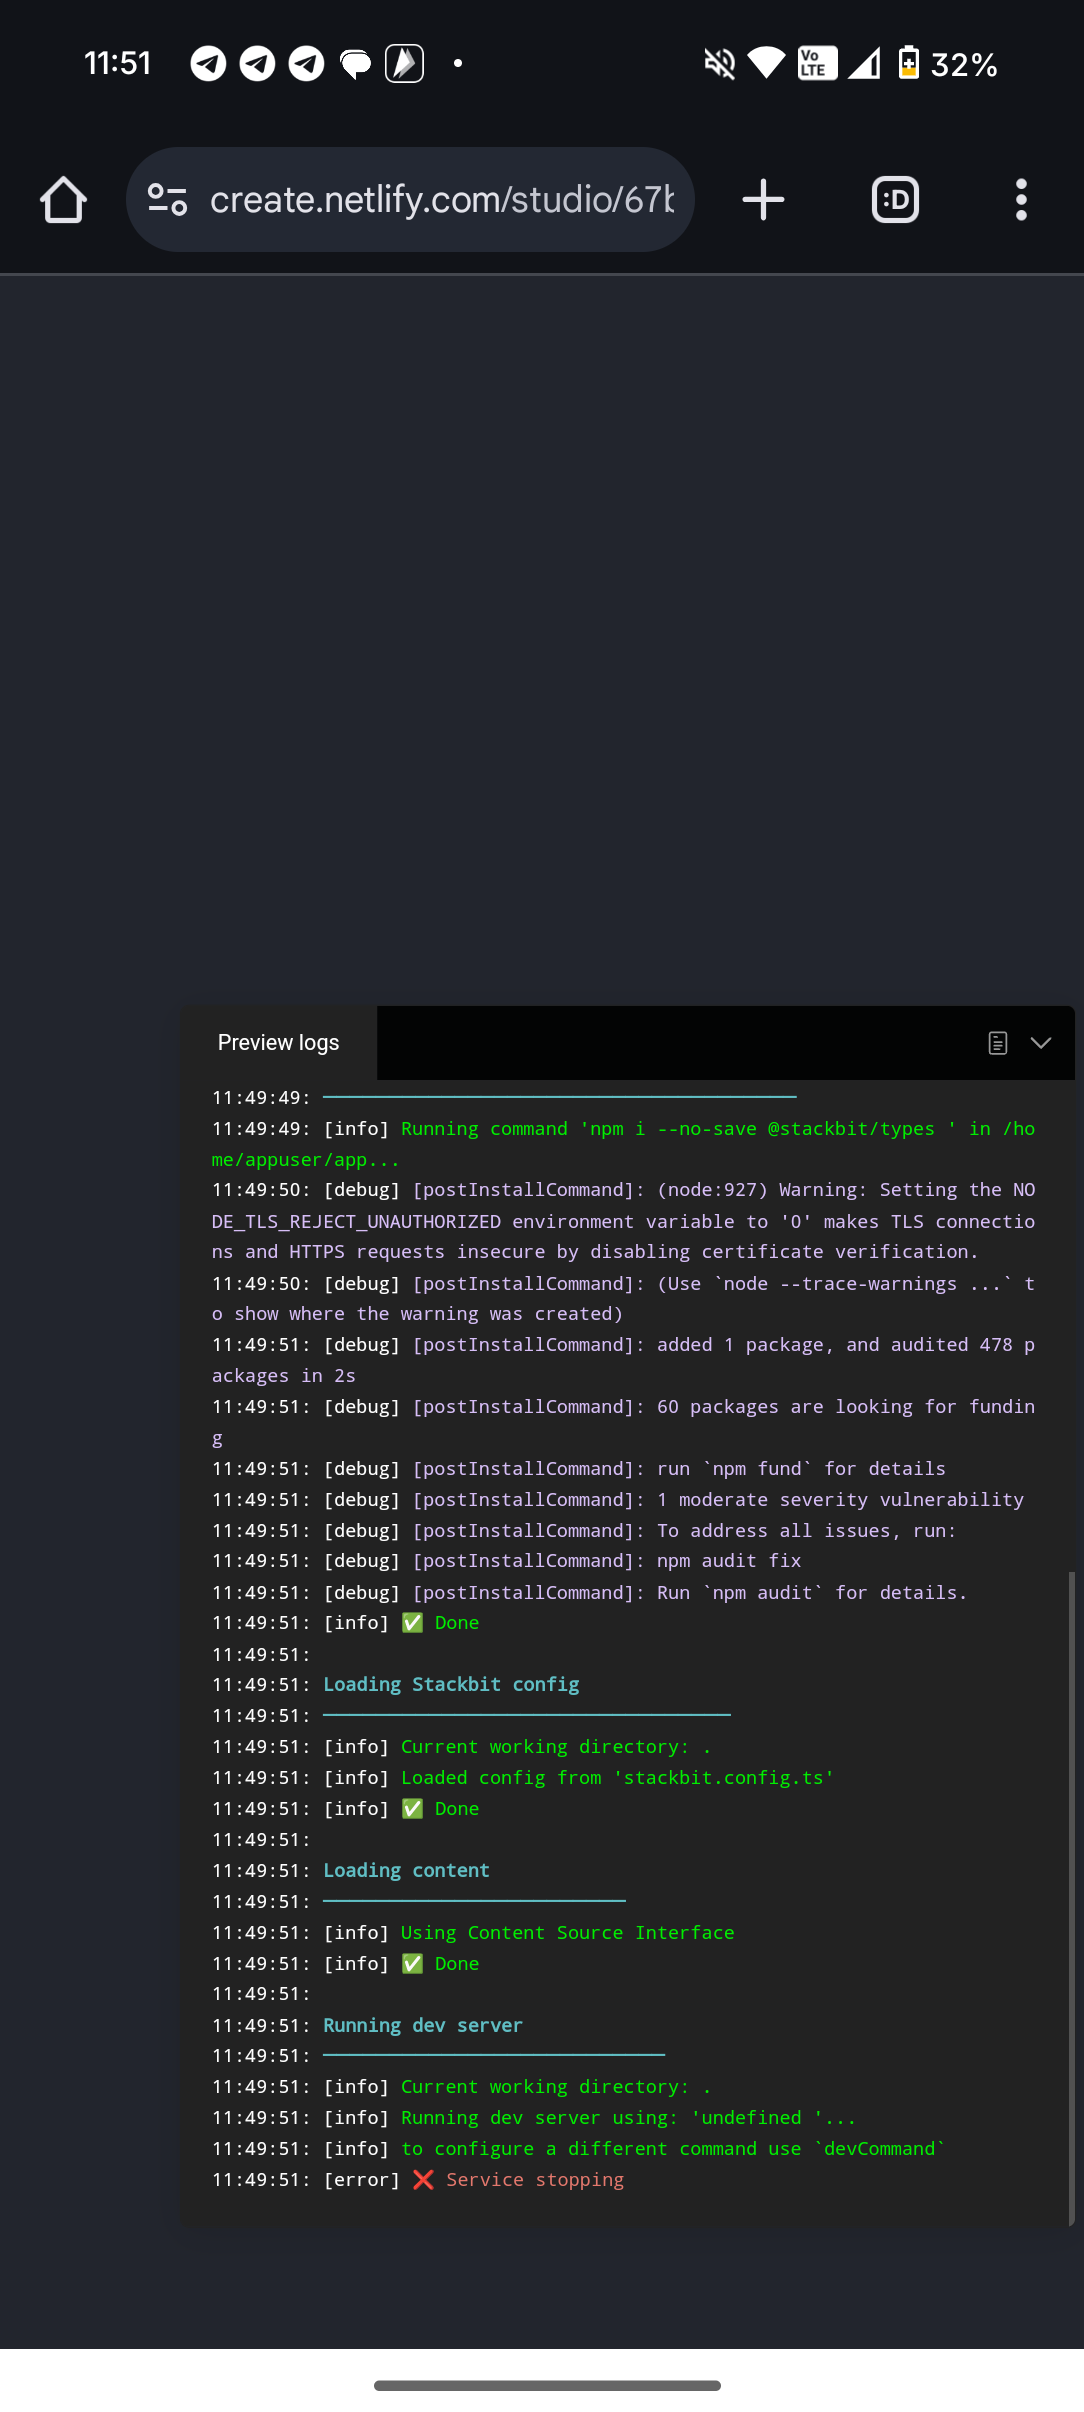 11:51
Vo LTE
32%
create.netlify.com/studio/67b
:D
Preview logs
11:49:49: ─────────────────────────────
11:49:49: [info] Running command 'npm i --no-save @stackbit/types ' in /ho
me/appuser/app...
11:49:50: [debug] [postInstallCommand]: (node:927) Warning: Setting the NO
DE_TLS_REJECT_UNAUTHORIZED environment variable to '0' makes TLS connectio
ns and HTTPS requests insecure by disabling certificate verification.
11:49:50: [debug] [postInstallCommand]: (Use `node --trace-warnings ...` t
o show where the warning was created)
11:49:51: [debug] [postInstallCommand]: added 1 package, and audited 478 p
ackages in 2s
11:49:51: [debug] [postInstallCommand]: 60 packages are looking for fundin
g
11:49:51: [debug] [postInstallCommand]: run `npm fund` for details
11:49:51: [debug] [postInstallCommand]: 1 moderate severity vulnerability
11:49:51: [debug] [postInstallCommand]: To address all issues, run:
11:49:51: [debug] [postInstallCommand]: npm audit fix
11:49:51: [debug] [postInstallCommand]: Run `npm audit` for details.
11:49:51: [info] ✅ Done
11:49:51:
11:49:51: Loading Stackbit config
11:49:51: ─────────────────────────
11:49:51: [info] Current working directory: .
11:49:51: [info] Loaded config from 'stackbit.config.ts'
11:49:51: [info] ✅ Done
11:49:51:
11:49:51: Loading content
11:49:51: ──────────────────
11:49:51: [info] Using Content Source Interface
11:49:51: [info] ✅ Done
11:49:51:
11:49:51: Running dev server
11:49:51: ─────────────────────
11:49:51: [info] Current working directory: .
11:49:51: [info] Running dev server using: 'undefined '...
11:49:51: [info] to configure a different command use `devCommand`
11:49:51: [error] ❌ Service stopping